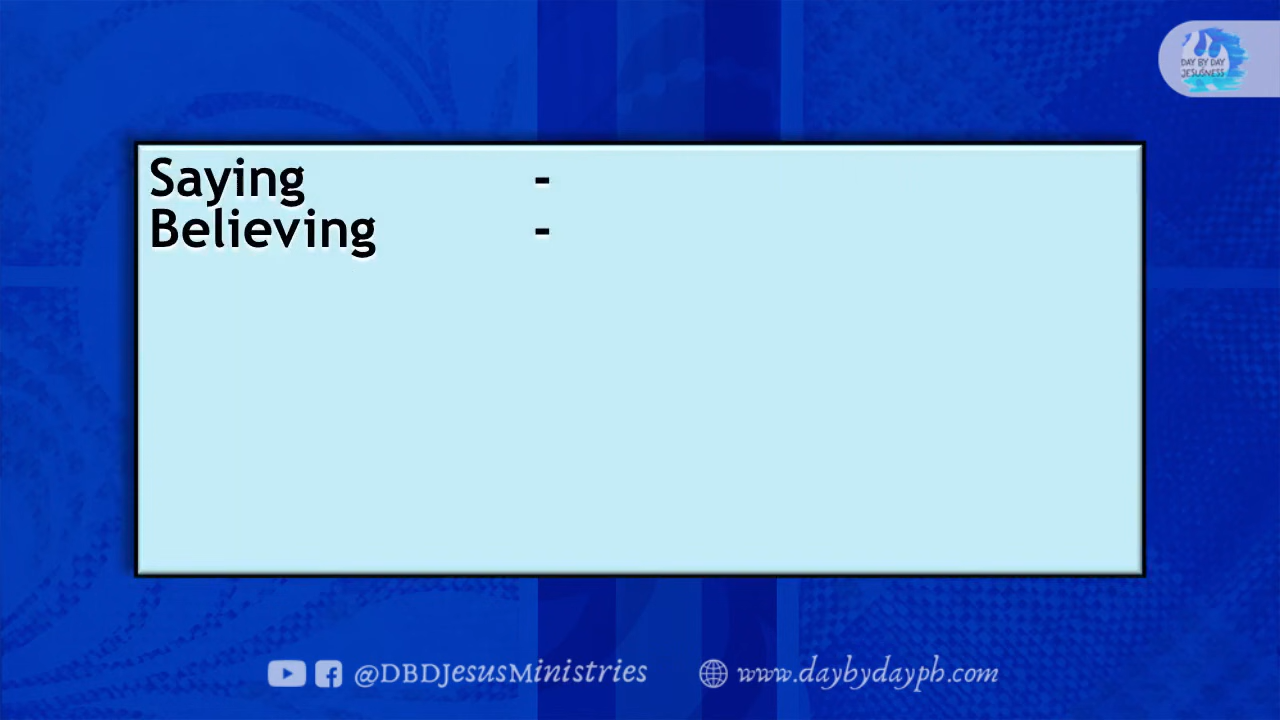 DAY BY DAY
JESUSNESS
Saying -
Believing -
@DBDJesusMinistries www.daybydayph.com